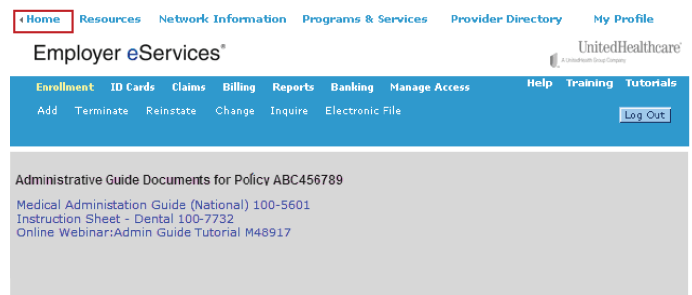 Home Resources Network Information Programs & Services Provider Directory My Profile
Employer eServices®
UnitedHealthcare®
A UnitedHealth Group Company
Enrollment ID Cards Claims Billing Reports Banking Manage Access Help Training Tutorials
Add Terminate Reinstate Change Inquire Electronic File
Log Out
Administrative Guide Documents for Policy ABC456789
Medical Administation Guide (National) 100-5601
Instruction Sheet - Dental 100-7732
Online Webinar:Admin Guide Tutorial M48917